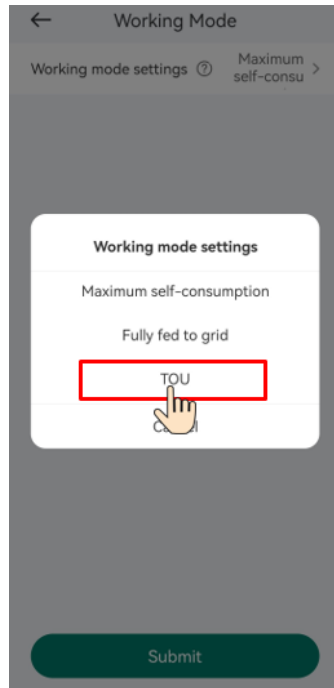 Working Mode
Working mode settings ? Maximum
self-consu
Working mode settings
Maximum self-consumption
Fully fed to grid
TOU
Cancel
Submit